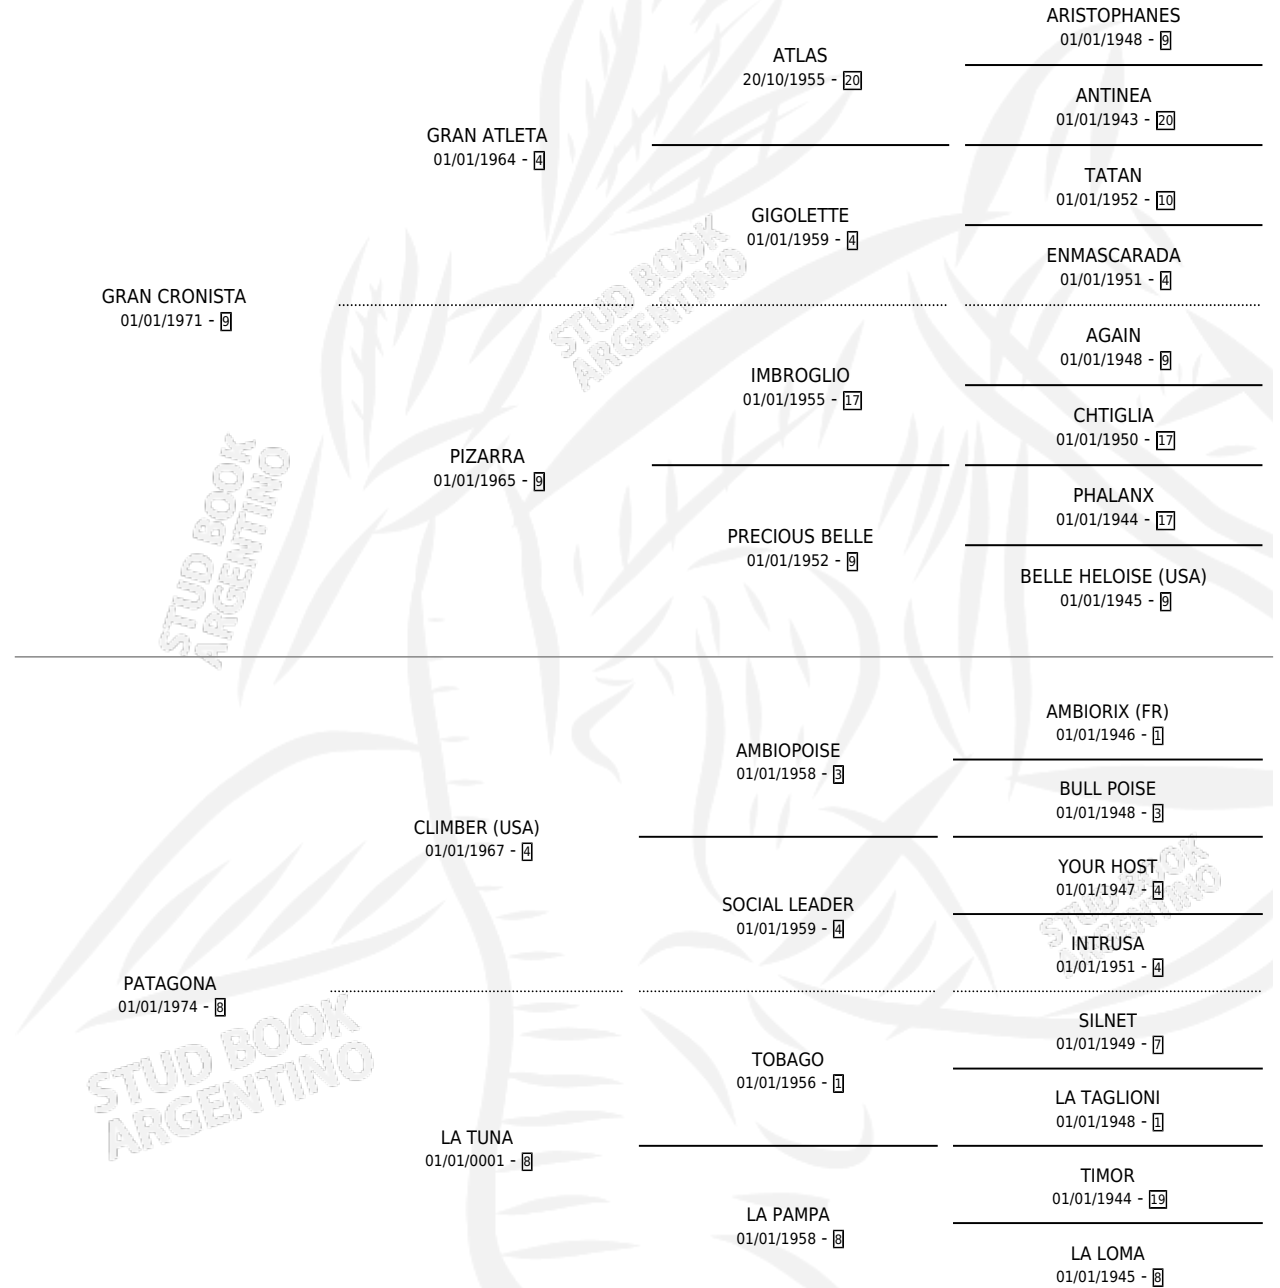 ARISTOPHANES
01/01/1948 - 9
ATLAS
20/10/1955 - 20
ANTINEA
01/01/1943 - 20
GRAN ATLETA
01/01/1964 - 4
TATAN
01/01/1952 - 10
GIGOLETTE
01/01/1959 - 4
ENMASCARADA
01/01/1951 - 4
GRAN CRONISTA
01/01/1971 - 9
STUD BOOK
ARGENTINO
AGAIN
01/01/1948 - 9
IMBROGLIO
01/01/1955 - 17
CHTIGLIA
01/01/1950 - 17
PIZARRA
01/01/1965 - 9
STUD BOOK
ARGENTINO
PHALANX
01/01/1944 - 17
PRECIOUS BELLE
01/01/1952 - 9
BELLE HELOISE (USA)
01/01/1945 - 9
AMBIORIX (FR)
01/01/1946 - 1
AMBIOPOISE
01/01/1958 - 3
BULL POISE
01/01/1948 - 3
CLIMBER (USA)
01/01/1967 - 4
YOUR HOST
01/01/1947 - 4
STUD BOOK
ARGENTINO
SOCIAL LEADER
01/01/1959 - 4
INTRUSA
01/01/1951 - 4
PATAGONA
01/01/1974 - 8
STUD BOOK
ARGENTINO
SILNET
01/01/1949 - 7
TOBAGO
01/01/1956 - 1
LA TAGLIONI
01/01/1948 - 1
LA TUNA
01/01/0001 - 8
TIMOR
01/01/1944 - 19
LA PAMPA
01/01/1958 - 8
LA LOMA
01/01/1945 - 8